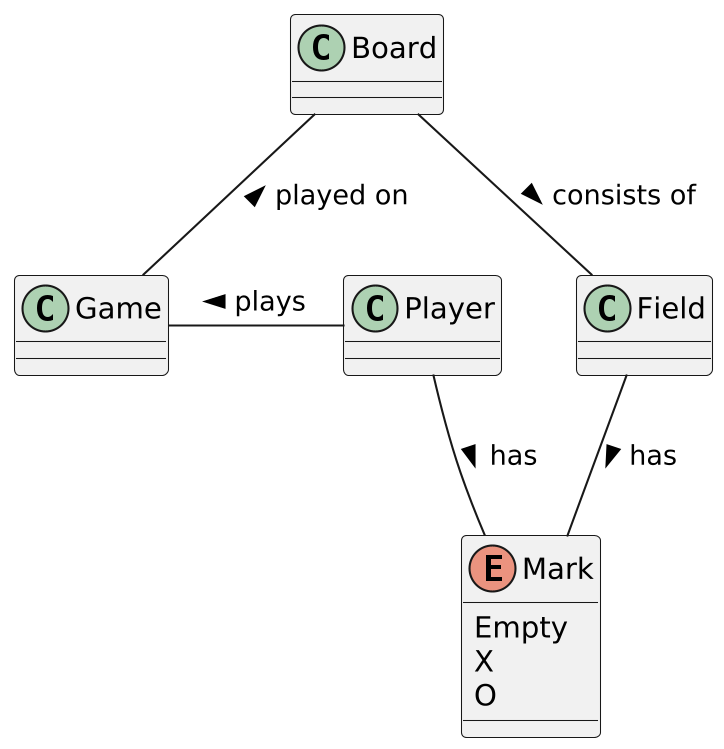 C Board
played on
consists of
C Game
plays
C Player
C Field
has
has
E Mark
Empty
X
O